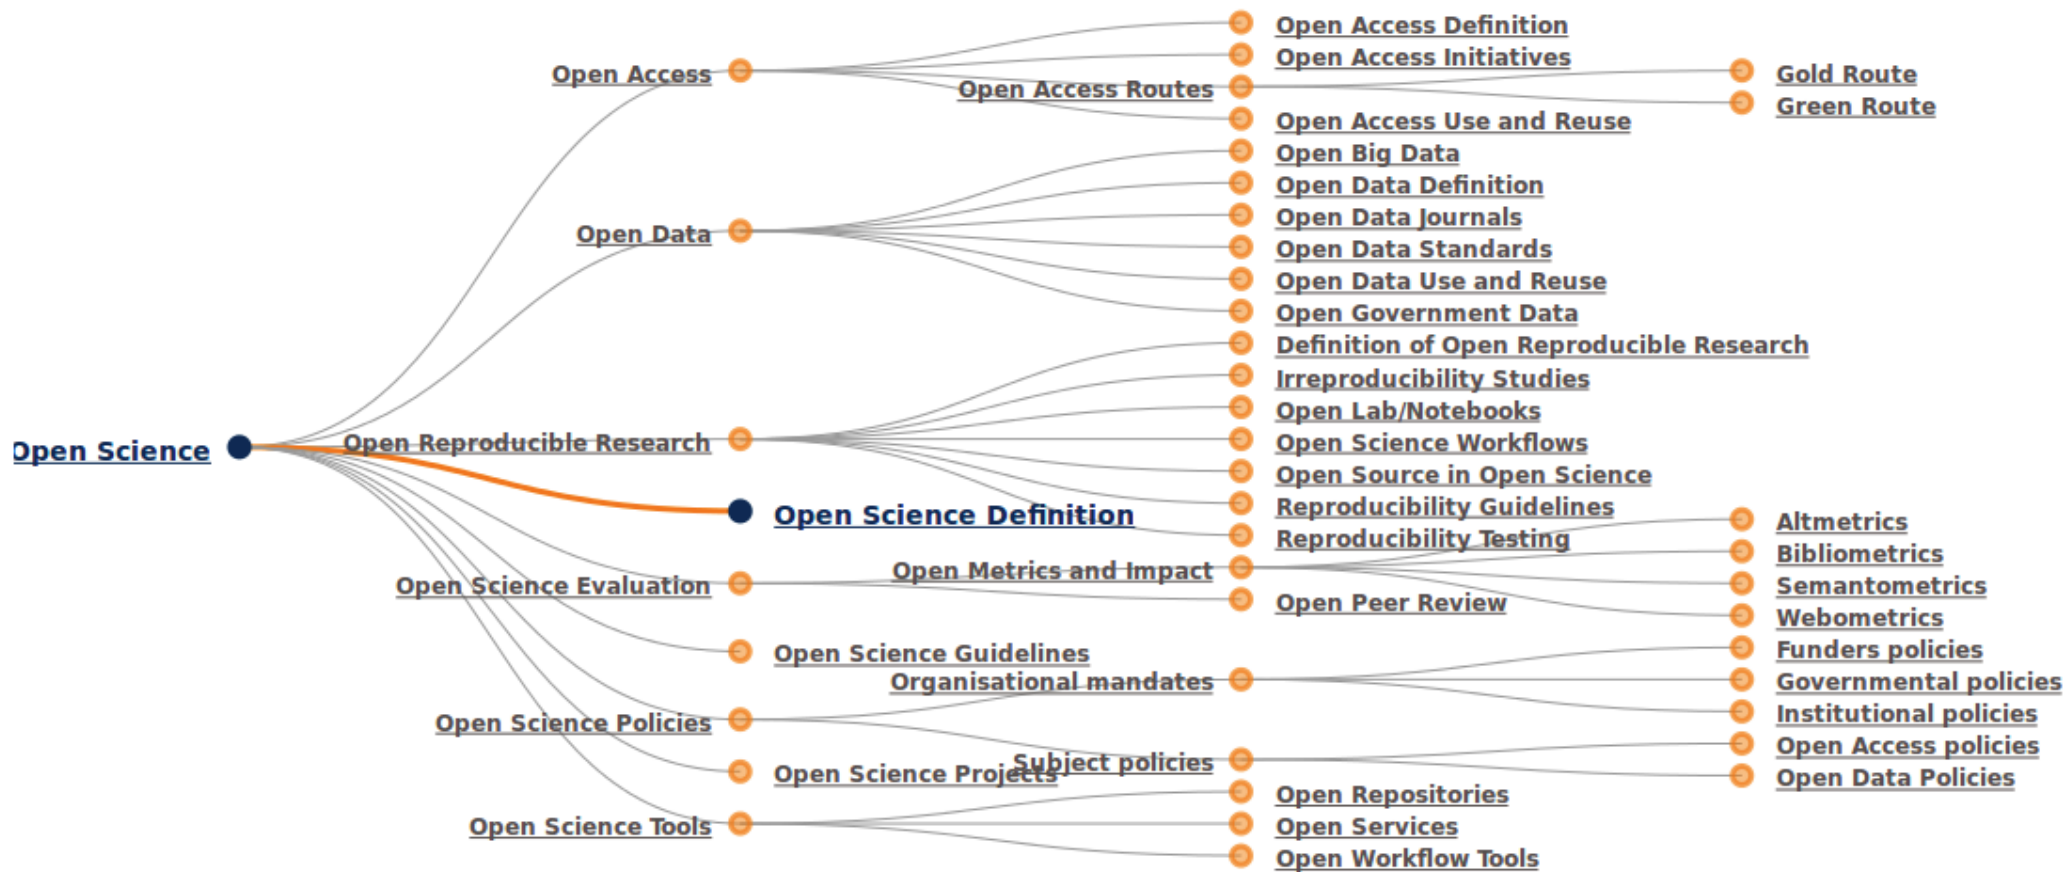 Open Science
Open Access
Open Access Definition
Open Access Initiatives
Open Access Routes
Gold Route
Green Route
Open Access Use and Reuse
Open Data
Open Big Data
Open Data Definition
Open Data Journals
Open Data Standards
Open Data Use and Reuse
Open Government Data
Open Reproducible Research
Definition of Open Reproducible Research
Irreproducibility Studies
Open Lab/Notebooks
Open Science Workflows
Open Source in Open Science
Reproducibility Guidelines
Reproducibility Testing
Open Science Definition
Open Science Evaluation
Open Metrics and Impact
Altmetrics
Bibliometrics
Semantometrics
Webometrics
Open Peer Review
Open Science Guidelines
Open Science Policies
Organisational mandates
Funders policies
Governmental policies
Institutional policies
Subject policies
Open Access policies
Open Data Policies
Open Science Projects
Open Science Tools
Open Repositories
Open Services
Open Workflow Tools